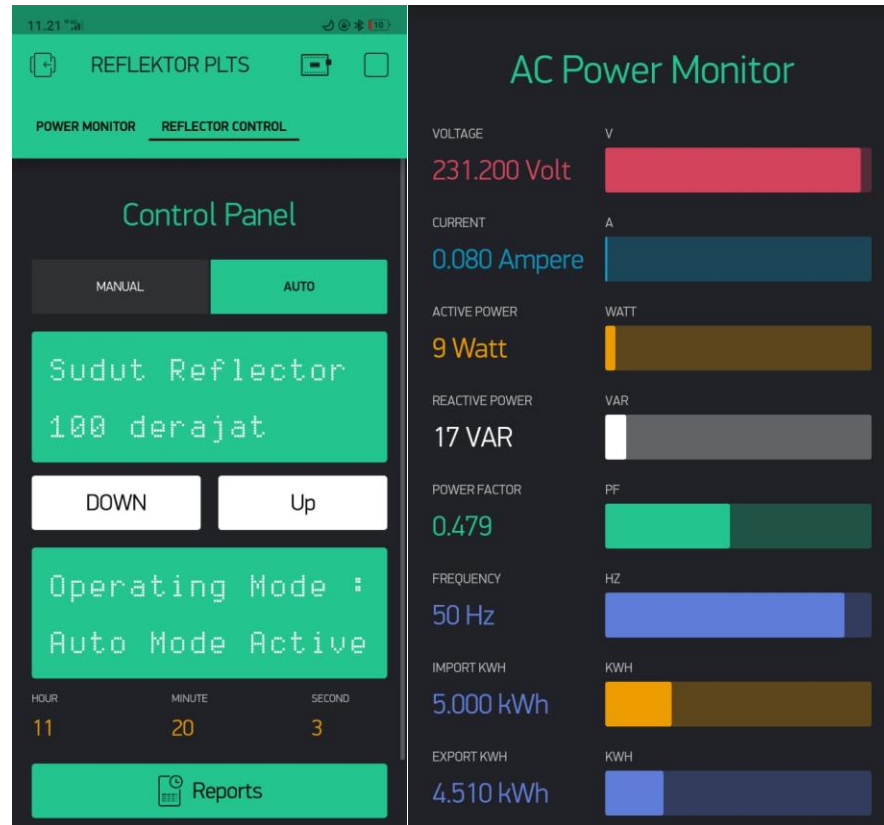 11.21
10
REFLEKTOR PLTS
POWER MONITOR REFLECTOR CONTROL
Control Panel
MANUAL AUTO
Sudut Reflector
100 derajat
DOWN Up
Operating Mode :
Auto Mode Active
HOUR MINUTE SECOND
11 20 3
Reports
AC Power Monitor
VOLTAGE V
231.200 Volt
CURRENT A
0.080 Ampere
ACTIVE POWER WATT
9 Watt
REACTIVE POWER VAR
17 VAR
POWER FACTOR PF
0.479
FREQUENCY HZ
50 Hz
IMPORT KWH KWH
5.000 kWh
EXPORT KWH KWH
4.510 kWh